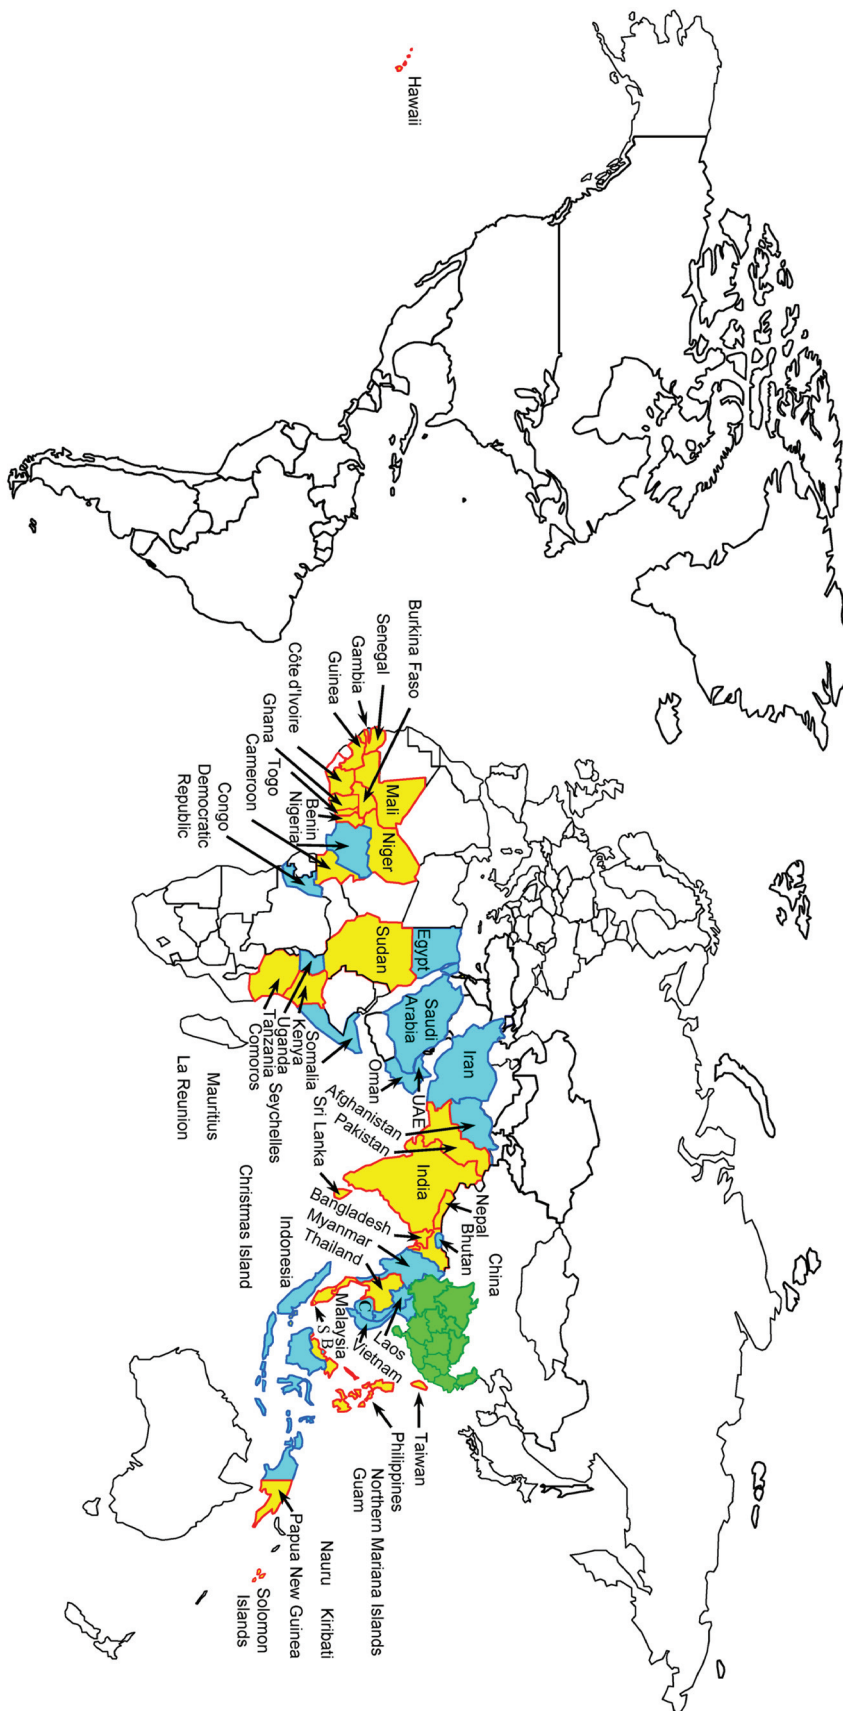 Hawaii
Burkina Faso
Senegal
Gambia
Guinea
Côte d'Ivoire
Ghana
Togo
Cameroon
Benin
Nigeria
Congo
Democratic
Republic
Mali
Niger
Sudan
Egypt
Saudi
Arabia
Iran
UAE
Oman
Afghanistan
Pakistan
Somalia
Kenya
Uganda
Tanzania
Comoros
Seychelles
Mauritius
La Reunion
Sri Lanka
India
Nepal
Bhutan
China
Bangladesh
Myanmar
Thailand
Laos
Vietnam
C
Malaysia
S
B
Indonesia
Christmas Island
Taiwan
Philippines
Northern Mariana Islands
Guam
Nauru
Kiribati
Papua New Guinea
Solomon
Islands